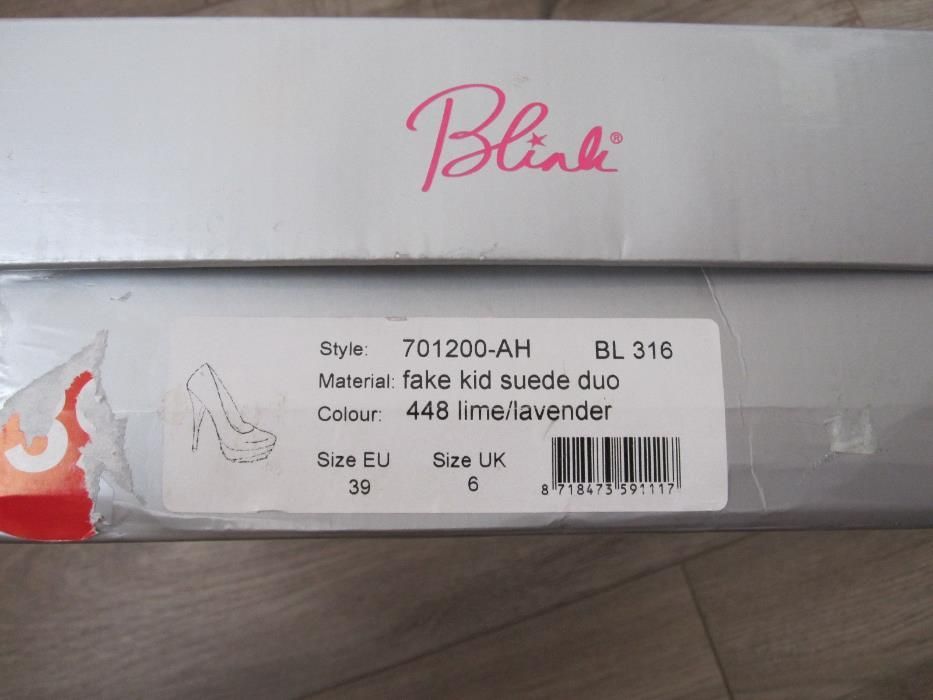 Blink®
Style: 701200-AH BL 316
Material: fake kid suede duo
Colour: 448 lime/lavender
Size EU Size UK
39 6
8 718473 591117